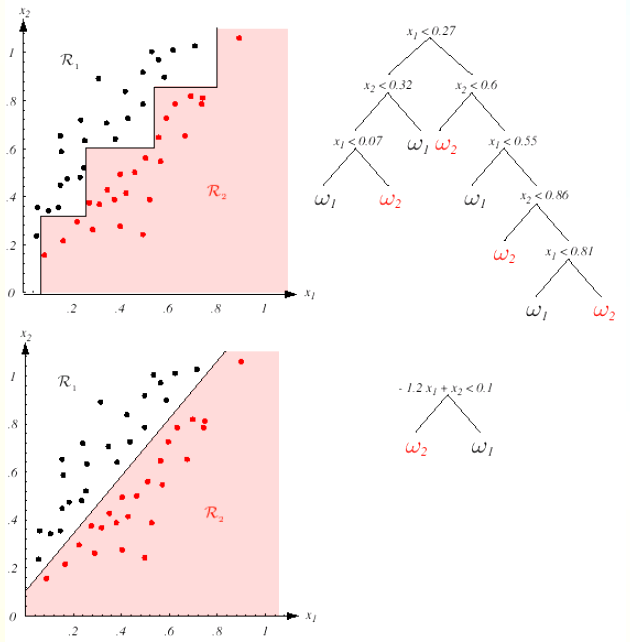 x₂
1
.8
.6
.4
.2
0
.2 .4 .6 .8 1 x₁
ℛ₁
ℛ₂
x₁ < 0.27
x₂ < 0.32 x₂ < 0.6
x₁ < 0.07 ω₁ ω₂ x₁ < 0.55
ω₁ ω₂ ω₁ x₂ < 0.86
ω₂ x₁ < 0.81
ω₁ ω₂
x₂
1
.8
.6
.4
.2
0
.2 .4 .6 .8 1 x₁
ℛ₁
ℛ₂
- 1.2 x₁ + x₂ < 0.1
ω₂ ω₁